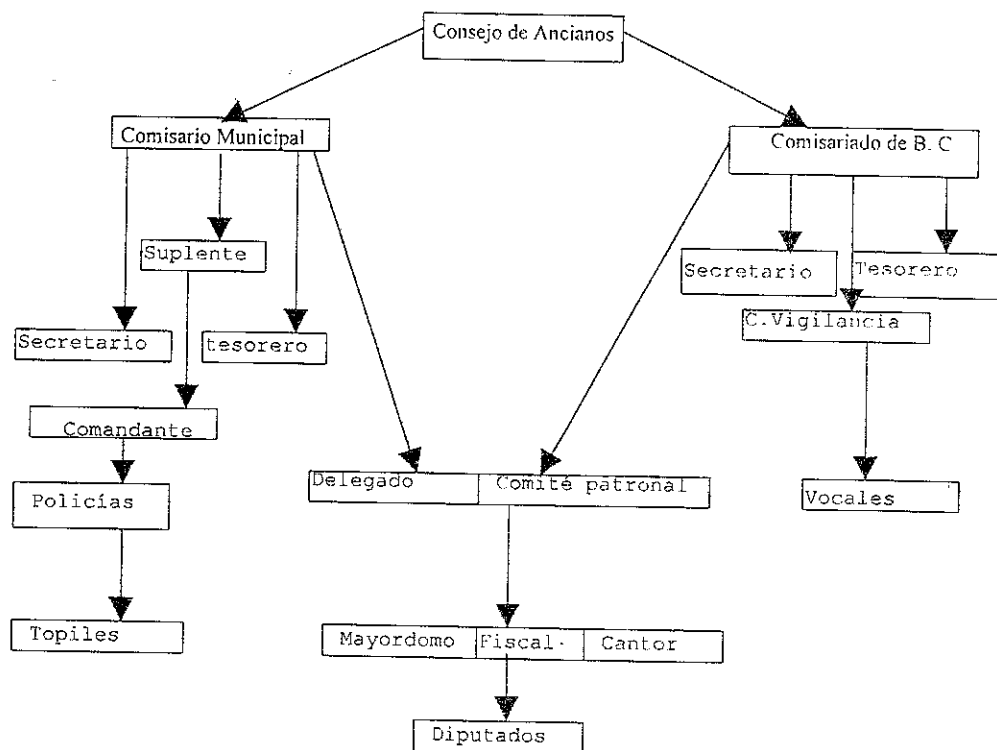 Consejo de Ancianos
Comisario Municipal
Comisariado de B. C
Suplente
Secretario
Tesorero
C.Vigilancia
Secretario
tesorero
Comandante
Delegado
Comité patronal
Policías
Vocales
Topiles
Mayordomo
Fiscal.
Cantor
Diputados